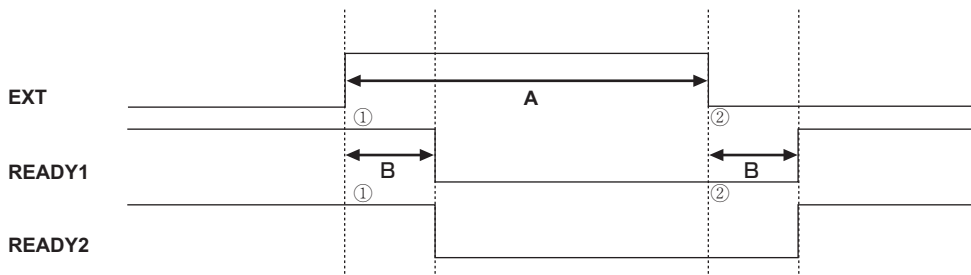 EXT
A
① ②
READY1
B B
① ②
READY2